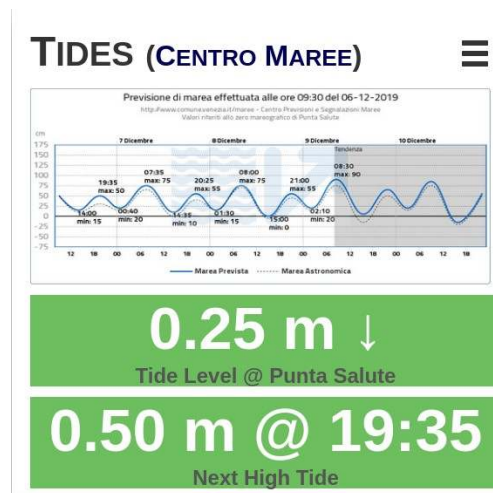 TIDES (CENTRO MAREE)
Previsione di marea effettuata alle ore 09:30 del 06-12-2019
http://www.comune.venezia.it/maree - Centro Previsioni e Segnalazioni Maree
Valori riferiti allo zero mareografico di Punta Salute
cm
7 Dicembre 8 Dicembre 9 Dicembre 10 Dicembre
Tendenza
175
150
125
100
75
50
25
0
-25
-50
-75
14:00
min: 15
19:35
max: 50
00:40
min: 20
07:35
max: 75
14:35
min: 10
20:25
max: 55
01:30
min: 15
08:00
max: 75
15:00
min: 0
21:00
max: 55
02:10
min: 20
08:30
max: 90
12 18 00 06 12 18 00 06 12 18 00 06 12 18 00 06 12 18
Marea Prevista Marea Astronomica
0.25 m ↓
Tide Level @ Punta Salute
0.50 m @ 19:35
Next High Tide